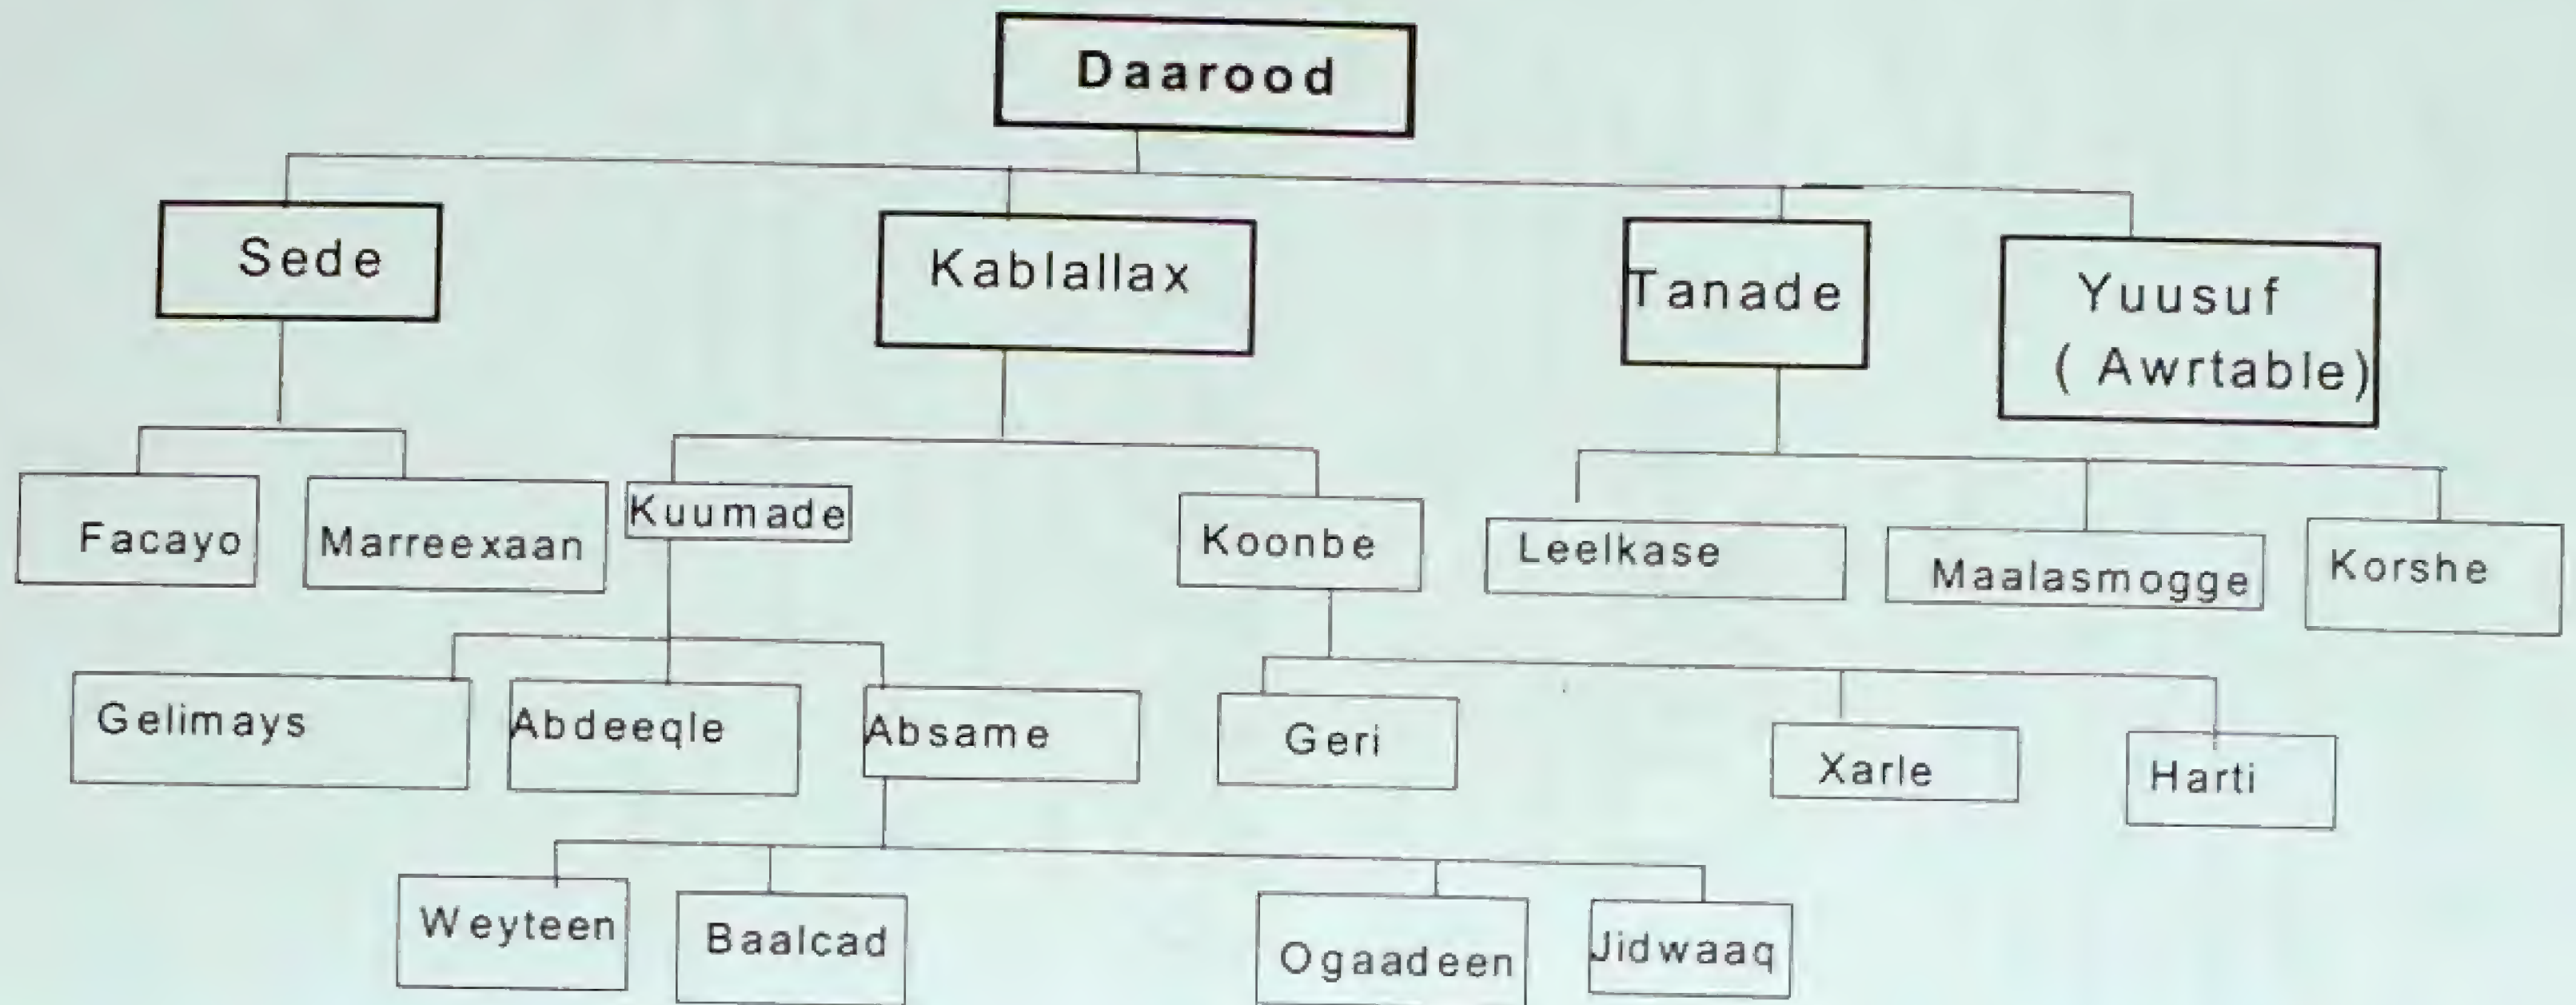 Daarood
Sede
Kablallax
Tanade
Yuusuf
( Awrtable)
Facayo
Marreexaan
Kuumade
Koonbe
Leelkase
Maalasmogge
Korshe
Gelimays
Abdeeqle
Absame
Geri
Xarle
Harti
Weyteen
Baalcad
Ogaadeen
Jidwaaq